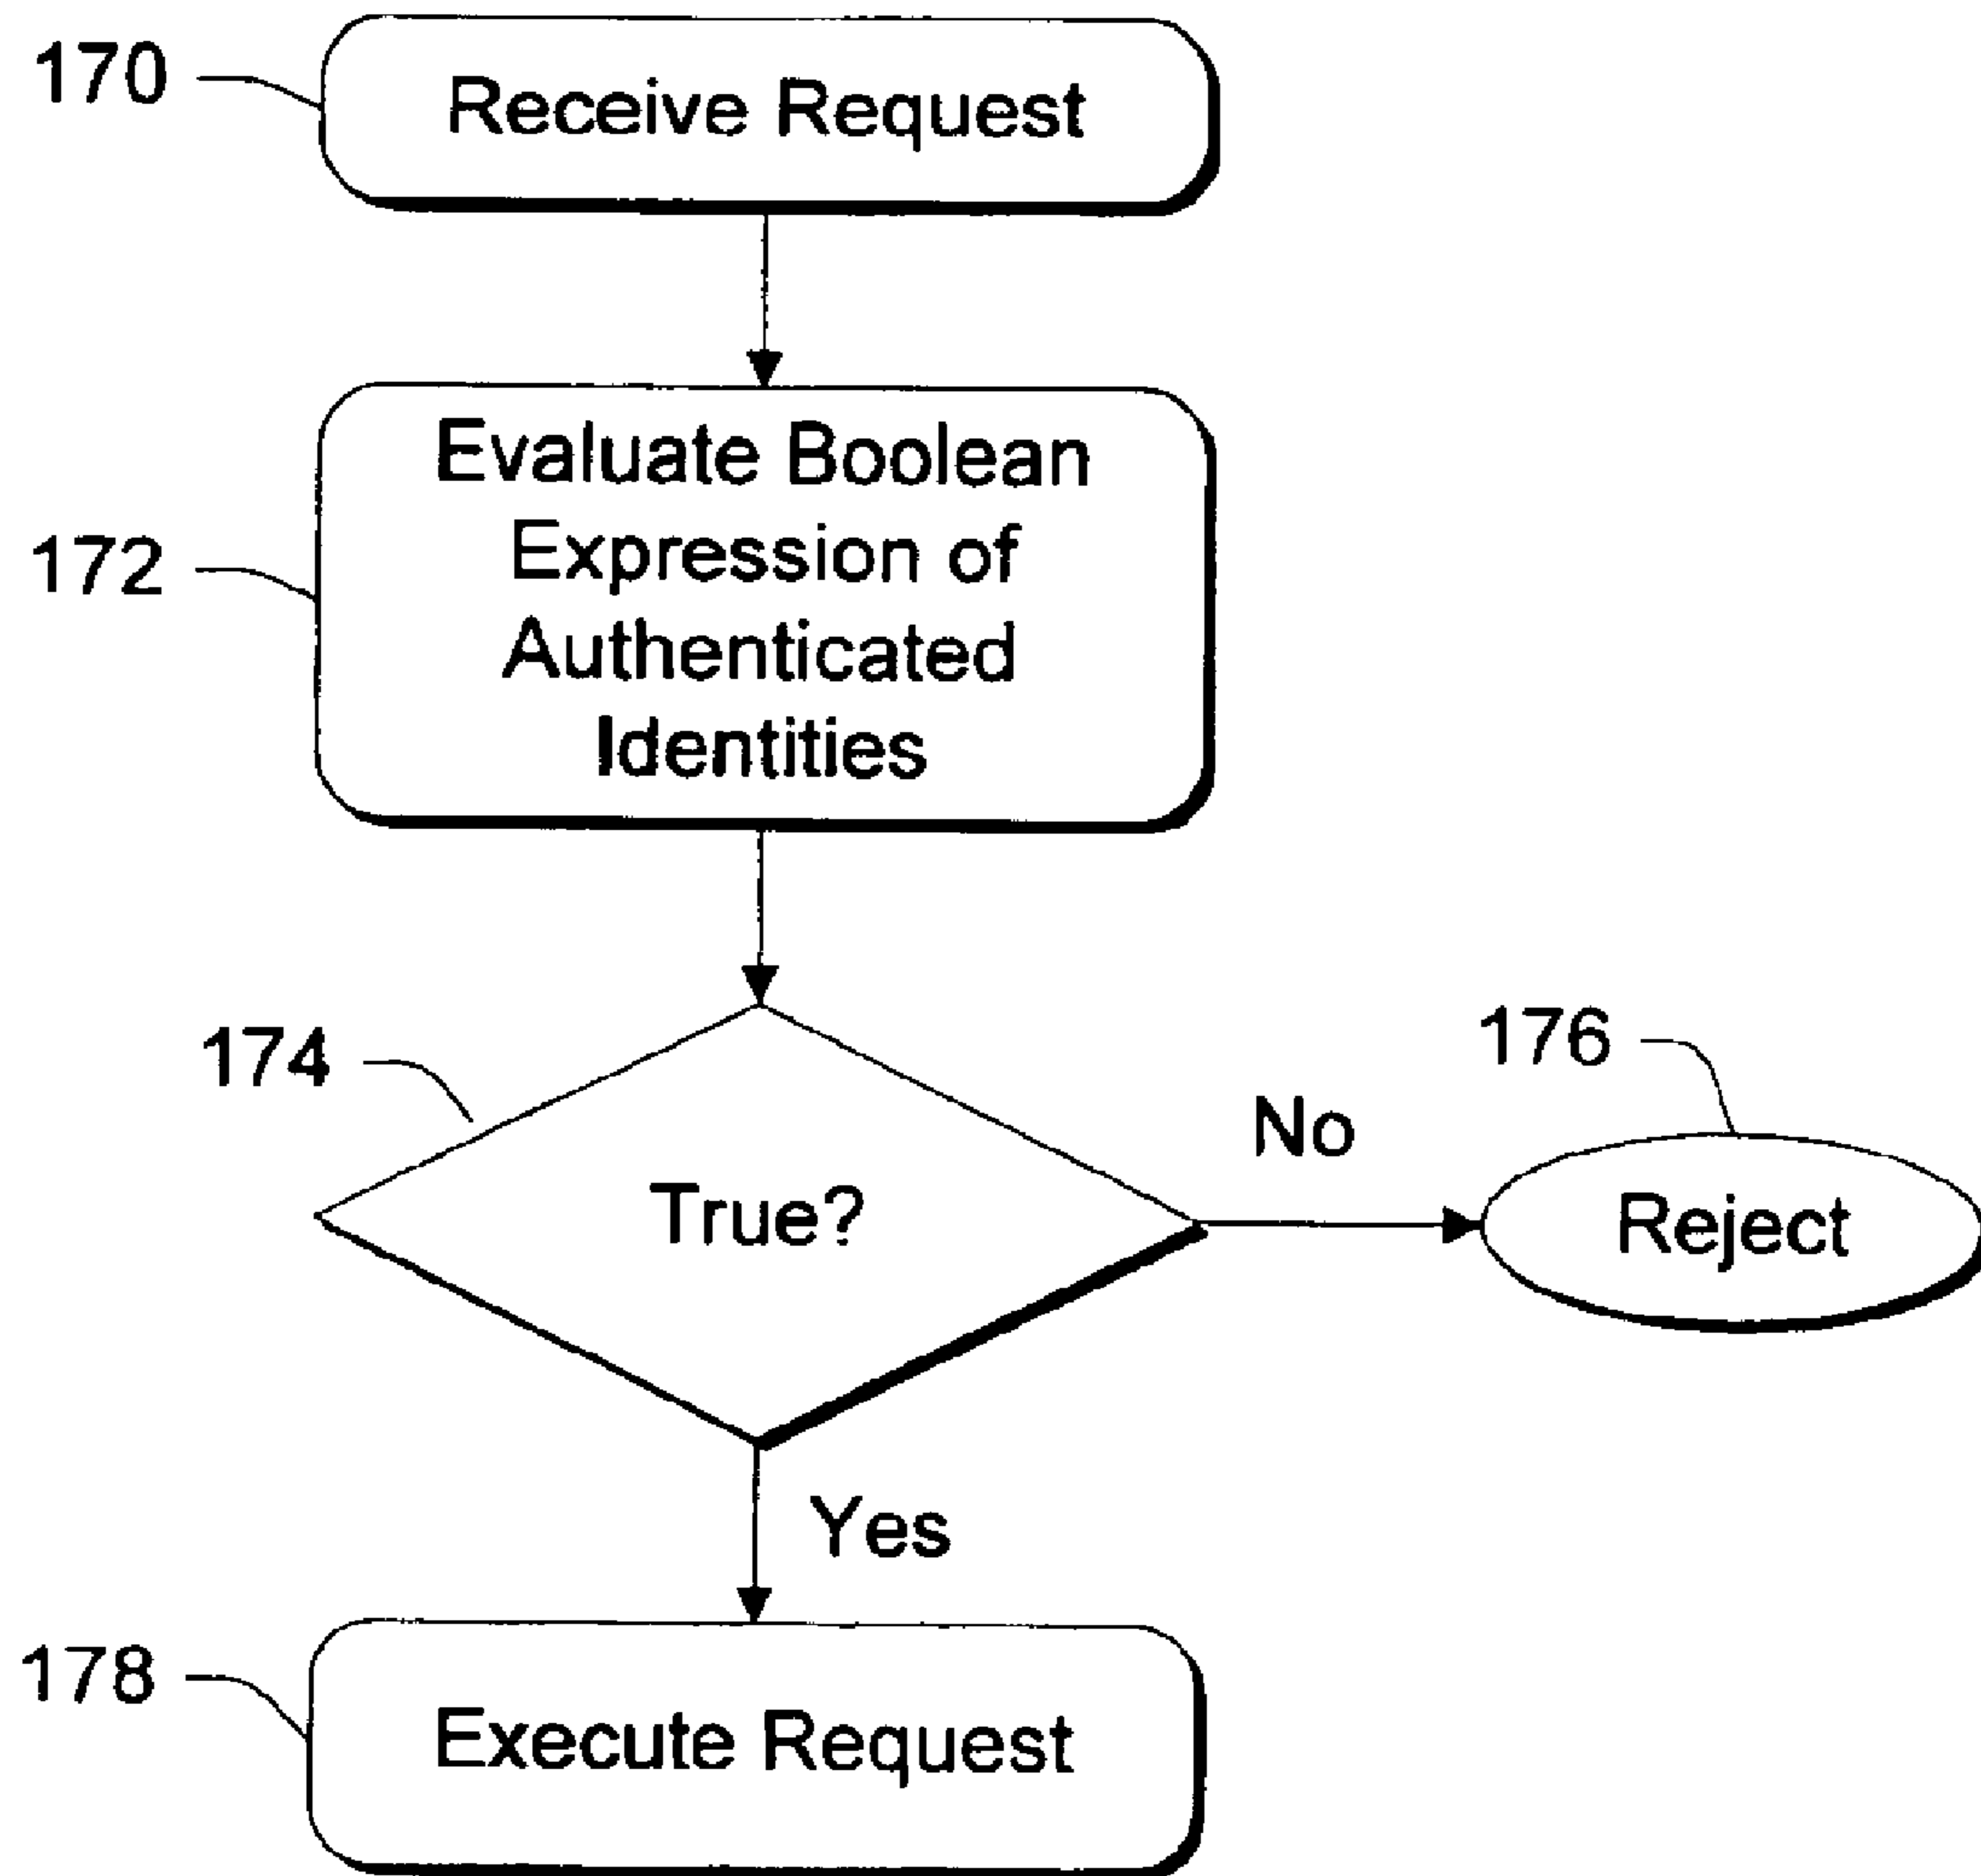 170
Receive Request
172
Evaluate Boolean
Expression of
Authenticated
Identities
174
True?
No
176
Reject
Yes
178
Execute Request